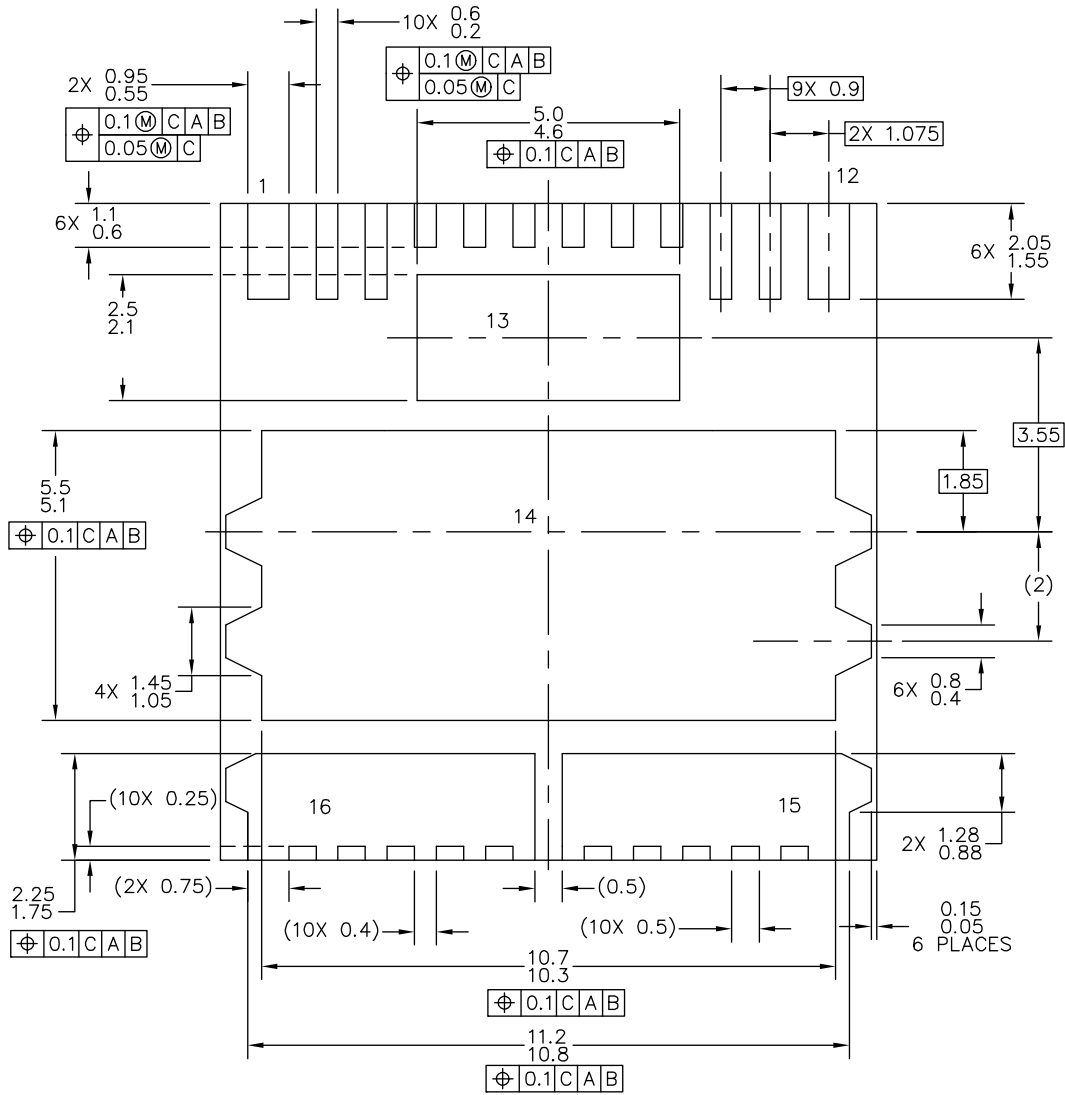 10X 0.6
0.2
2X 0.95
0.55
⌖ 0.1 Ⓜ C A B
0.05 Ⓜ C
⌖ 0.1 Ⓜ C A B
0.05 Ⓜ C
9X 0.9
5.0
4.6
⌖ 0.1 C A B
2X 1.075
1
12
6X 1.1
0.6
6X 2.05
1.55
2.5
2.1
13
3.55
1.85
5.5
5.1
⌖ 0.1 C A B
14
(2)
4X 1.45
1.05
6X 0.8
0.4
(10X 0.25)
16
15
2X 1.28
0.88
2.25
1.75
⌖ 0.1 C A B
(2X 0.75)
(0.5)
(10X 0.4)
(10X 0.5)
0.15
0.05
6 PLACES
10.7
10.3
⌖ 0.1 C A B
11.2
10.8
⌖ 0.1 C A B